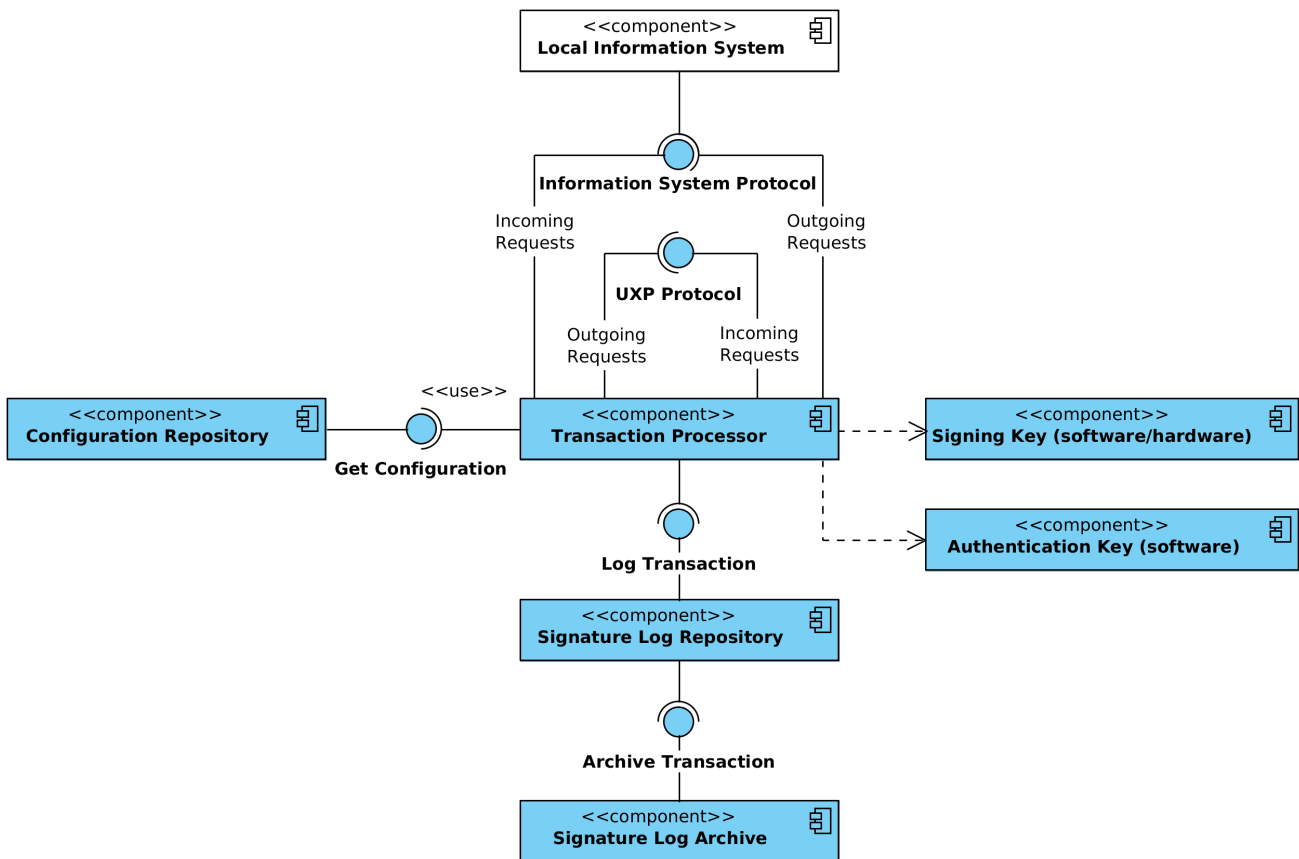 <<component>>
Local Information System
Information System Protocol
Incoming
Requests
Outgoing
Requests
UXP Protocol
Outgoing
Requests
Incoming
Requests
<<use>>
<<component>>
Configuration Repository
Get Configuration
<<component>>
Transaction Processor
<<component>>
Signing Key (software/hardware)
<<component>>
Authentication Key (software)
Log Transaction
<<component>>
Signature Log Repository
Archive Transaction
<<component>>
Signature Log Archive